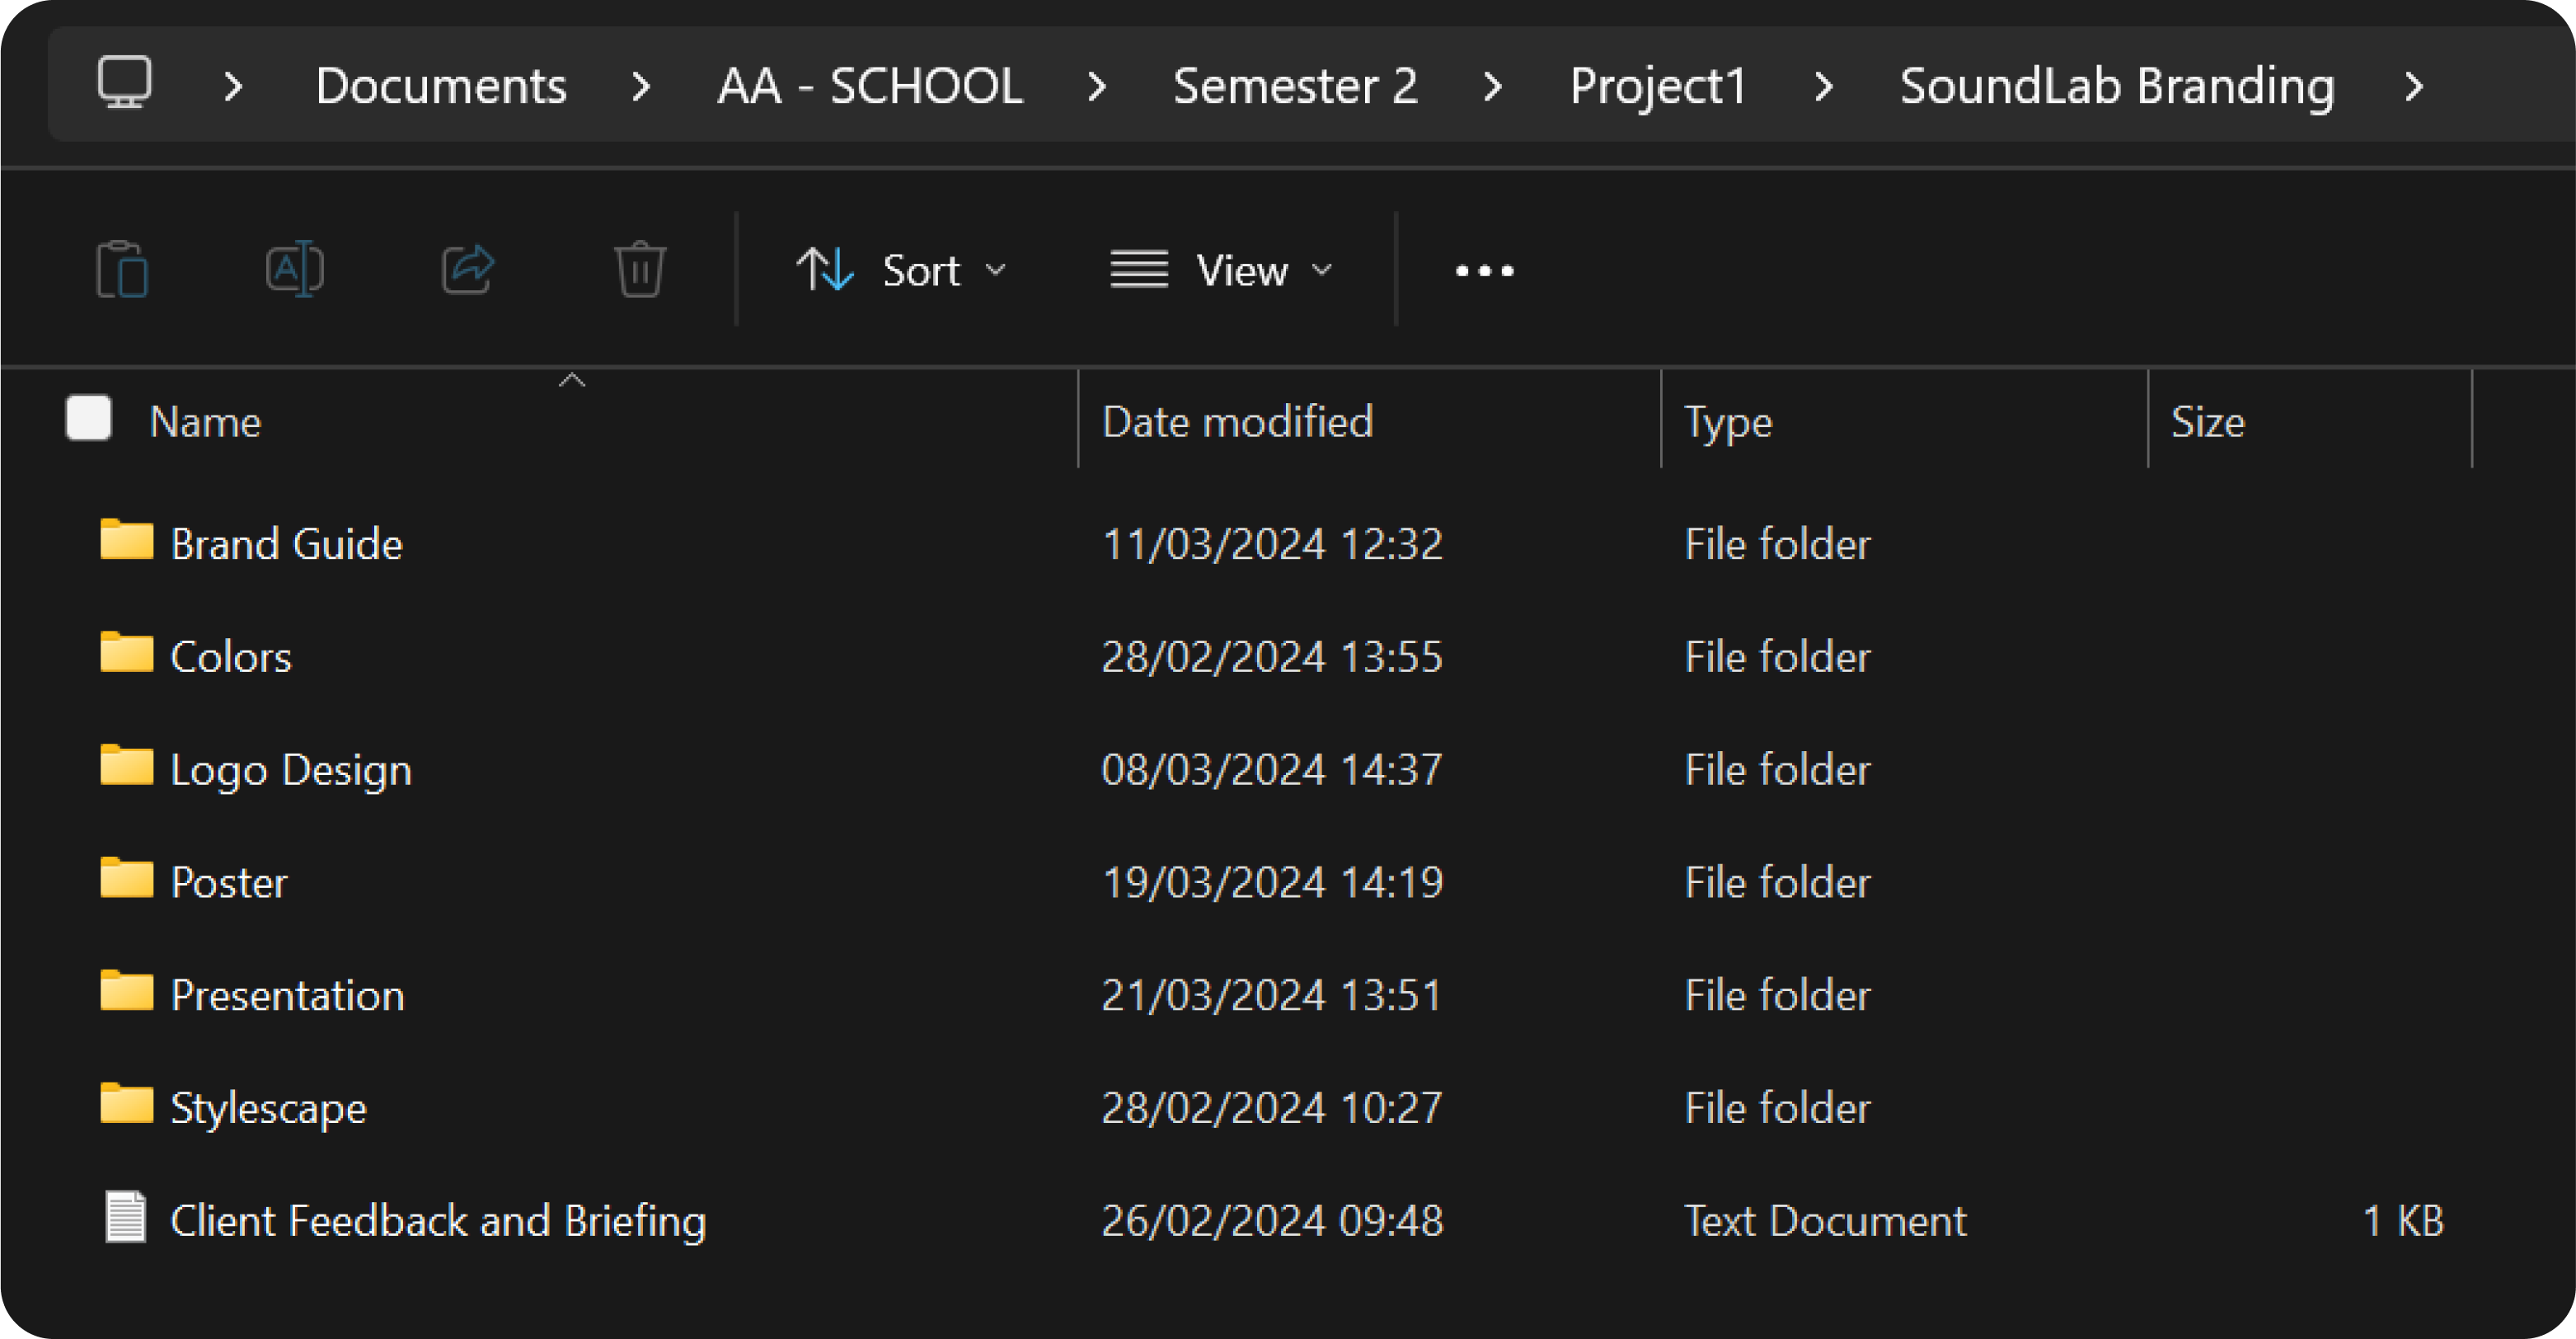 Documents > AA - SCHOOL > Semester 2 > Project1 > SoundLab Branding >
Sort View
Name Date modified Type Size
Brand Guide 11/03/2024 12:32 File folder
Colors 28/02/2024 13:55 File folder
Logo Design 08/03/2024 14:37 File folder
Poster 19/03/2024 14:19 File folder
Presentation 21/03/2024 13:51 File folder
Stylescape 28/02/2024 10:27 File folder
Client Feedback and Briefing 26/02/2024 09:48 Text Document 1 KB